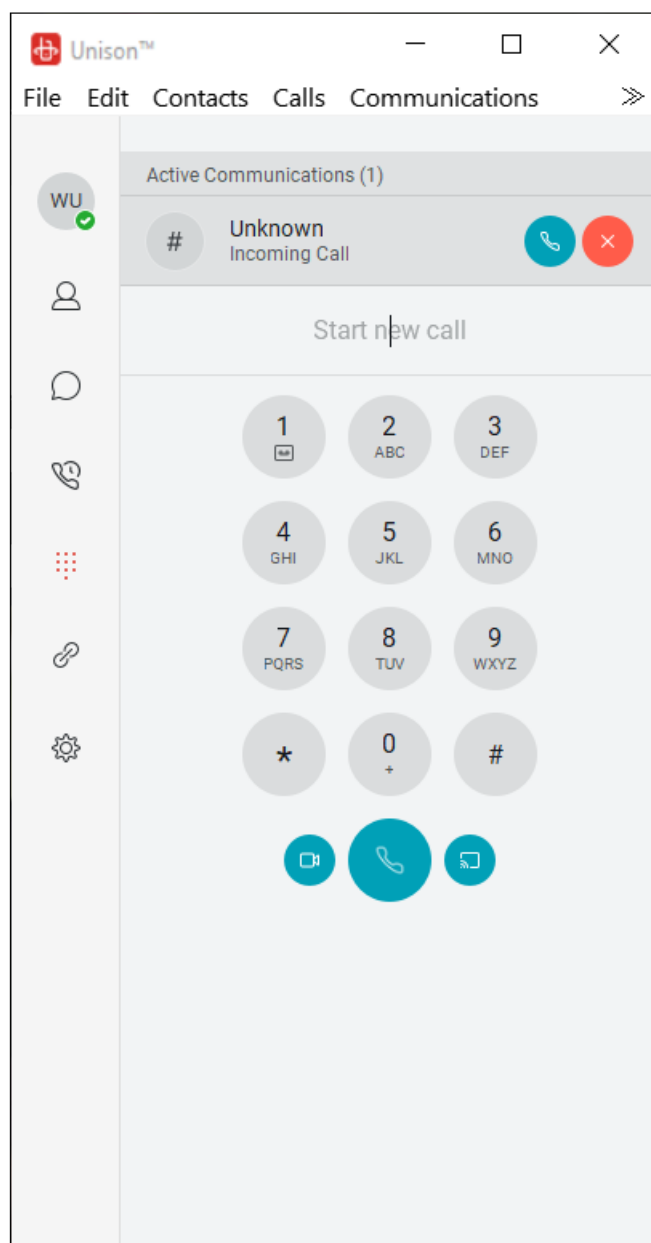 Unison™
File Edit Contacts Calls Communications
WU
Active Communications (1)
# Unknown
Incoming Call
Start new call
1 2 3
ABC DEF
4 5 6
GHI JKL MNO
7 8 9
PQRS TUV WXYZ
* 0 #
+